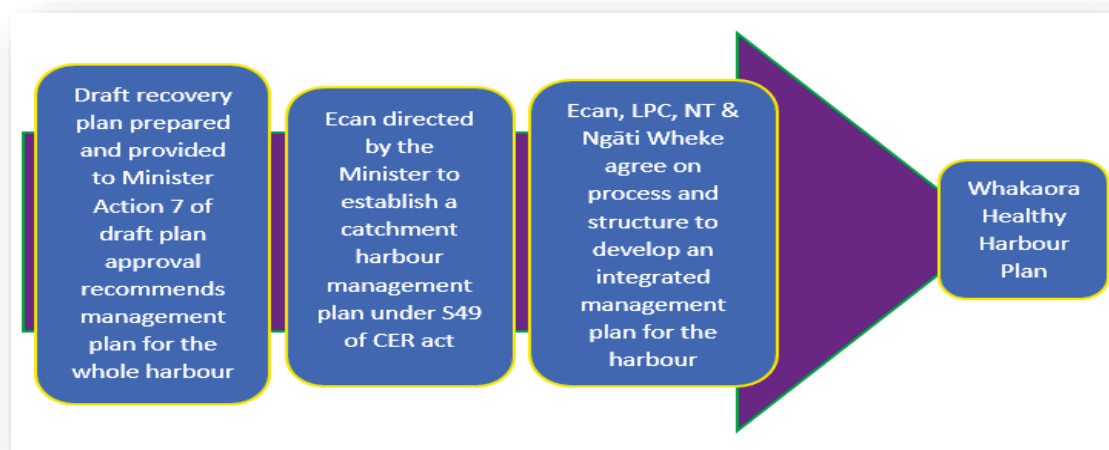 Draft recovery
plan prepared
and provided
to Minister
Action 7 of
draft plan
approval
recommends
management
plan for the
whole harbour
Ecan directed
by the
Minister to
establish a
catchment
harbour
management
plan under S49
of CER act
Ecan, LPC, NT &
Ngāti Wheke
agree on
process and
structure to
develop an
integrated
management
plan for the
harbour
Whakaora
Healthy
Harbour
Plan